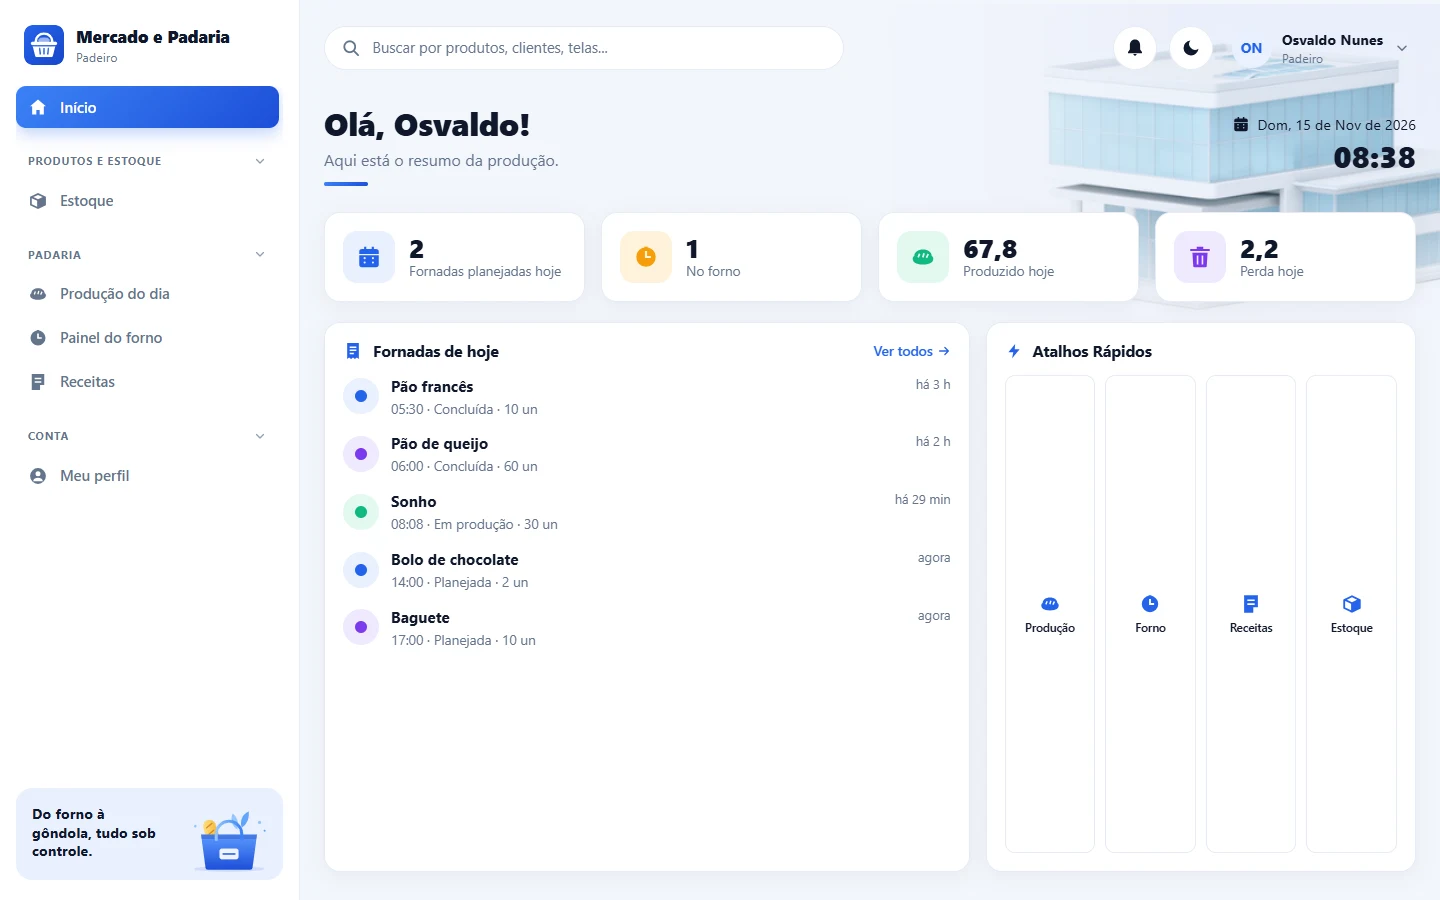 Mercado e Padaria
Padeiro
Início
PRODUTOS E ESTOQUE
Estoque
PADARIA
Produção do dia
Painel do forno
Receitas
CONTA
Meu perfil
Do forno à
gôndola, tudo sob
controle.
Buscar por produtos, clientes, telas...
ON
Osvaldo Nunes
Padeiro
Olá, Osvaldo!
Aqui está o resumo da produção.
Dom, 15 de Nov de 2026
08:38
2
Fornadas planejadas hoje
1
No forno
67,8
Produzido hoje
2,2
Perda hoje
Fornadas de hoje
Ver todos →
Pão francês
há 3 h
05:30 · Concluída · 10 un
Pão de queijo
há 2 h
06:00 · Concluída · 60 un
Sonho
há 29 min
08:08 · Em produção · 30 un
Bolo de chocolate
agora
14:00 · Planejada · 2 un
Baguete
agora
17:00 · Planejada · 10 un
Atalhos Rápidos
Produção
Forno
Receitas
Estoque